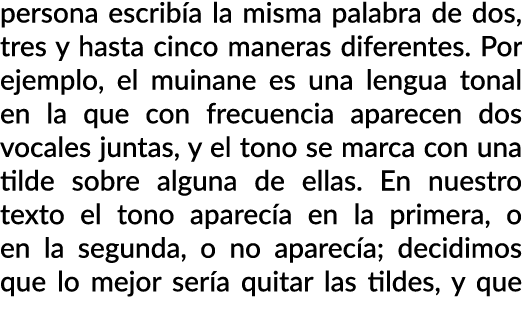 persona escribía la misma palabra de dos,
tres y hasta cinco maneras diferentes. Por
ejemplo, el muinane es una lengua tonal
en la que con frecuencia aparecen dos
vocales juntas, y el tono se marca con una
tilde sobre alguna de ellas. En nuestro
texto el tono aparecía en la primera, o
en la segunda, o no aparecía; decidimos
que lo mejor sería quitar las tildes, y que